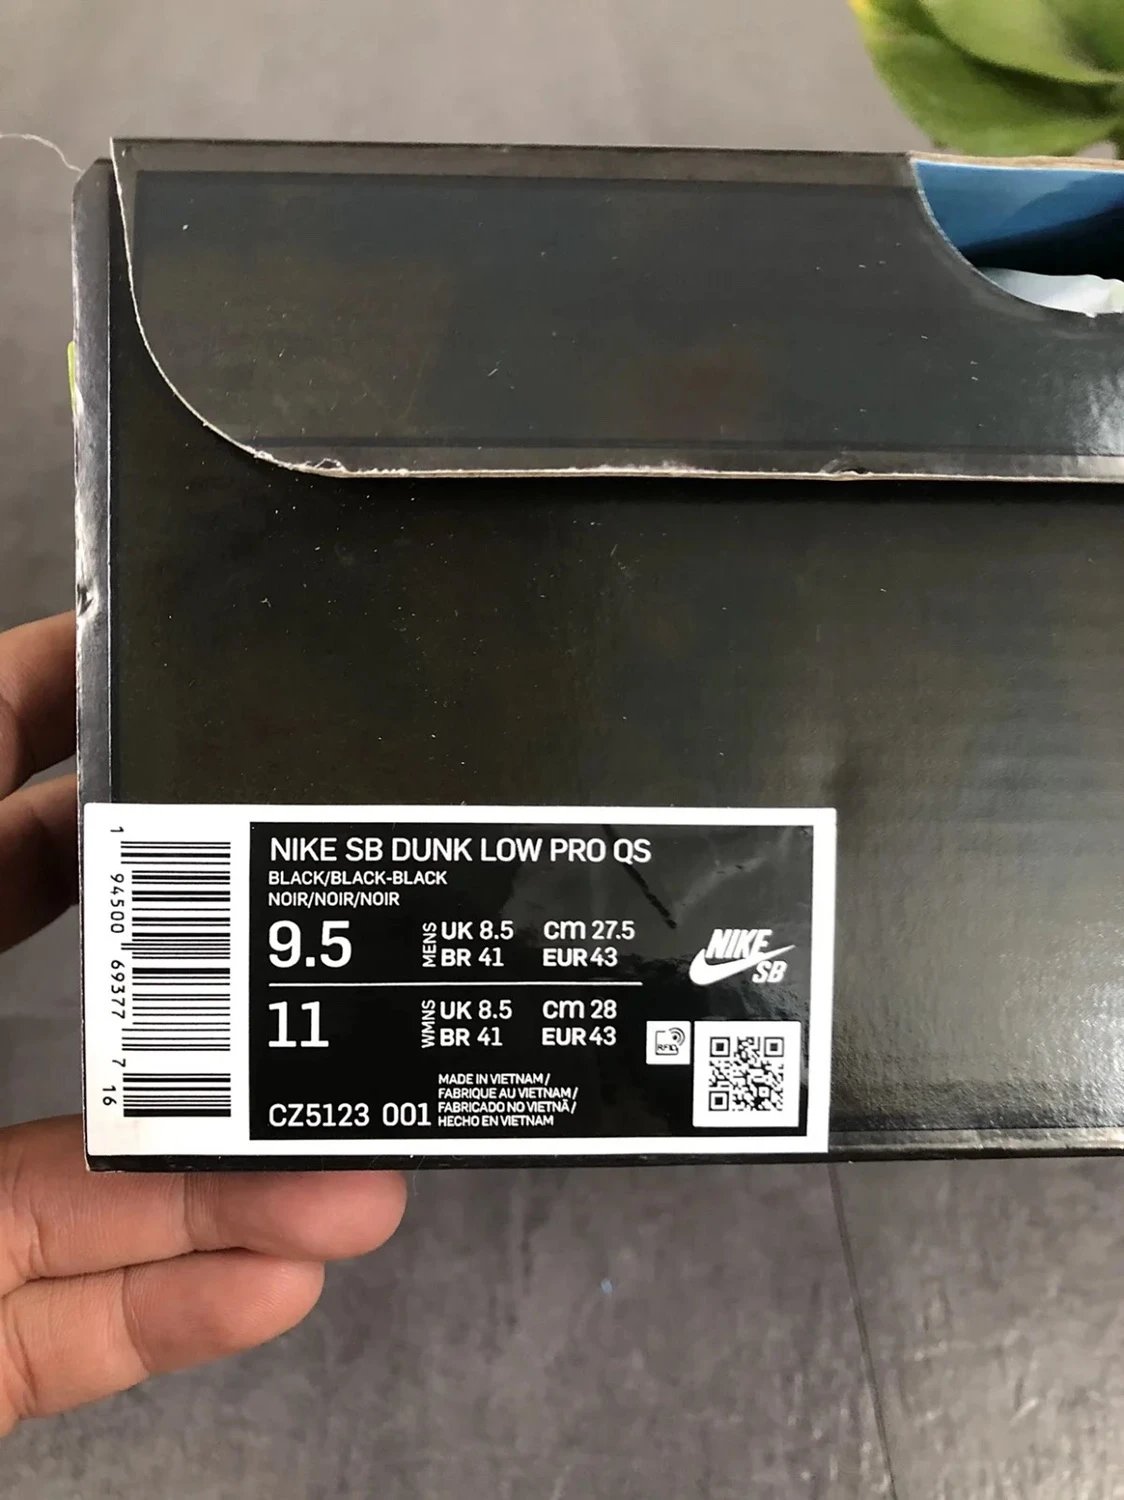 NIKE SB DUNK LOW PRO QS
BLACK/BLACK-BLACK
NOIR/NOIR/NOIR
9.5 MENS UK 8.5 cm 27.5
BR 41 EUR 43
11 WMNS UK 8.5 cm 28
BR 41 EUR 43
NIKE
SB
RFID
CZ5123 001
MADE IN VIETNAM/
FABRIQUE AU VIETNAM/
FABRICADO NO VIETNÃ/
HECHO EN VIETNAM
1 94500 69377 7 16